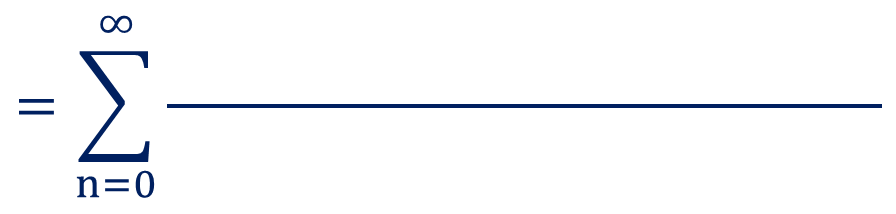 ∞
= ∑
n=0